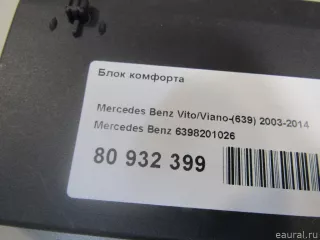 Блок комфорта
Mercedes Benz Vito/Viano-(639) 2003-2014
Mercedes Benz 6398201026
80 932 399
eaural.ru